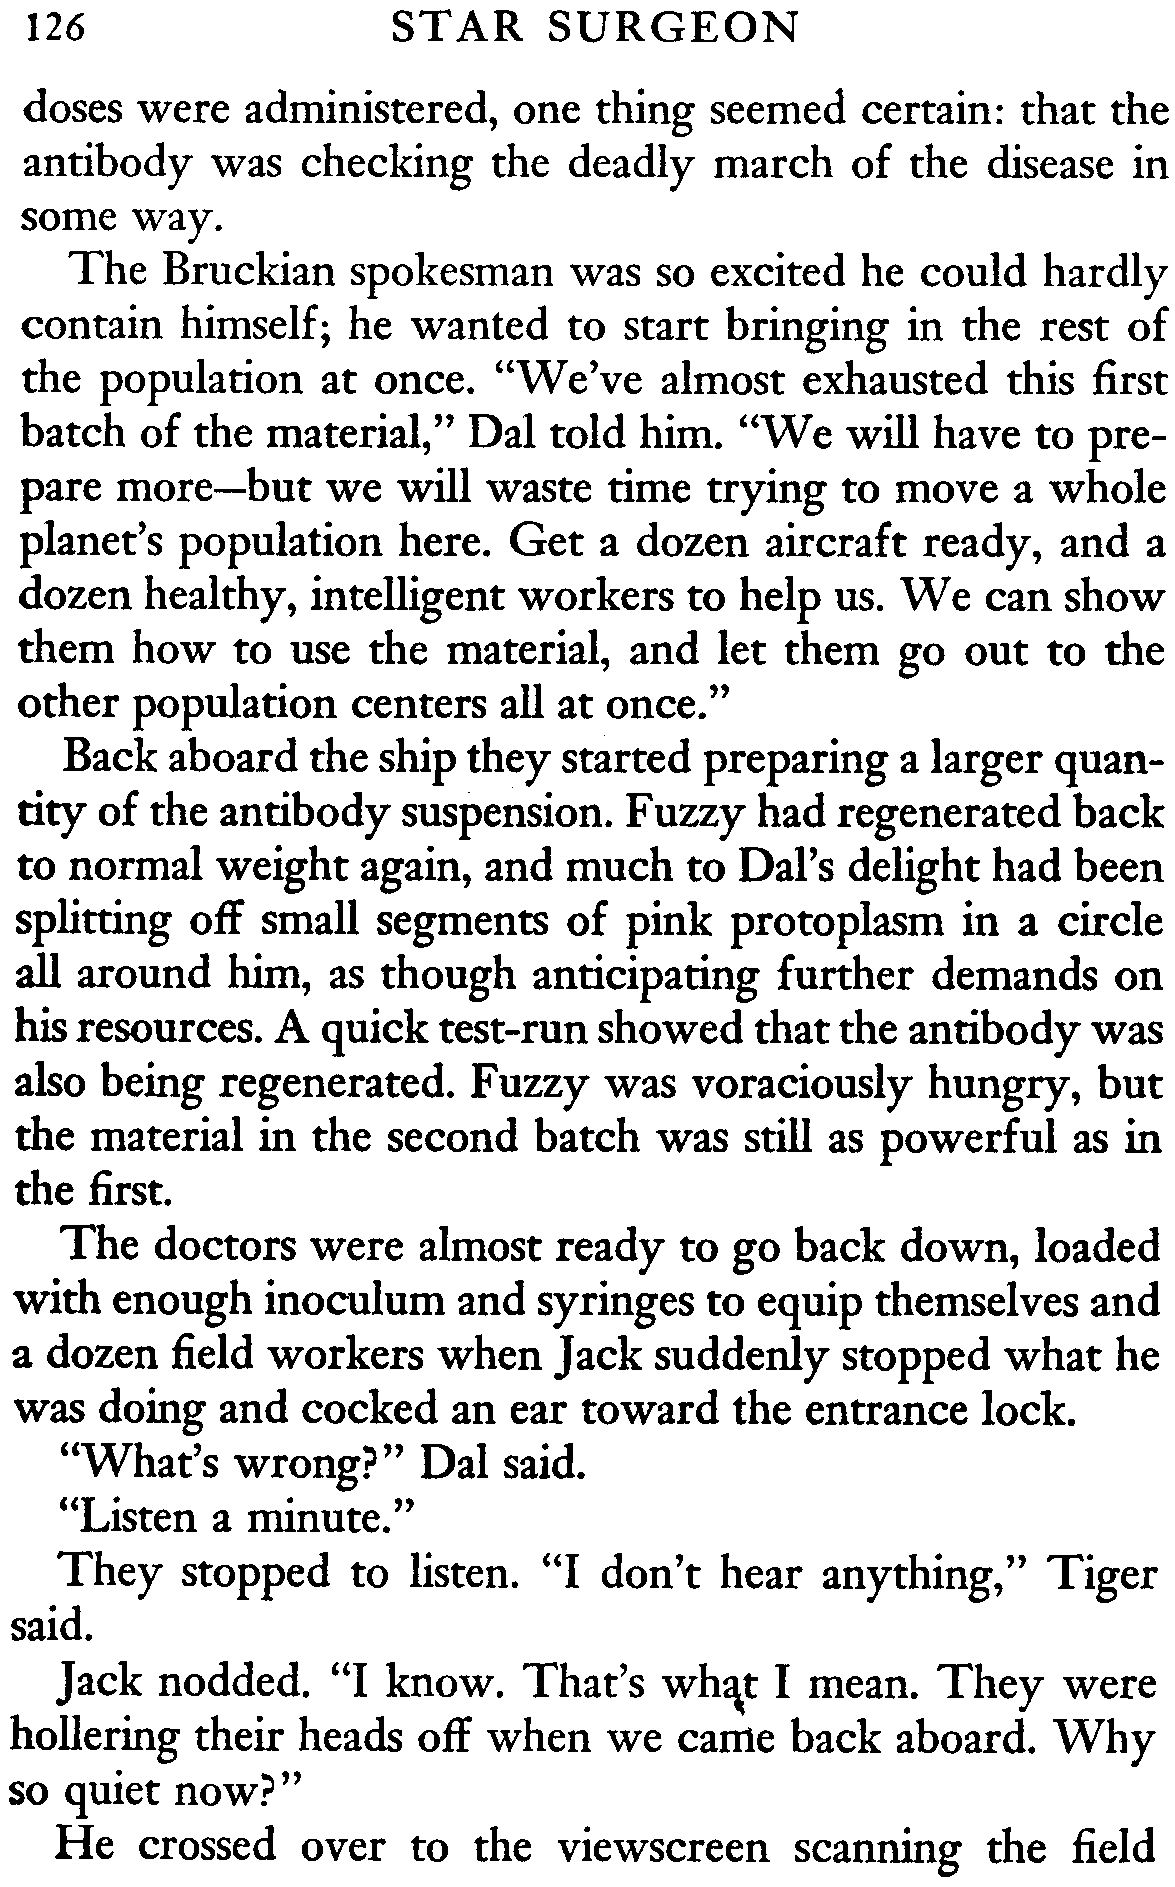 126 STAR SURGEON
doses were administered, one thing seemed certain: that the
antibody was checking the deadly march of the disease in
some way.
The Bruckian spokesman was so excited he could hardly
contain himself; he wanted to start bringing in the rest of
the population at once. “We’ve almost exhausted this first
batch of the material,” Dal told him. “We will have to pre-
pare more—but we will waste time trying to move a whole
planet’s population here. Get a dozen aircraft ready, and a
dozen healthy, intelligent workers to help us. We can show
them how to use the material, and let them go out to the
other population centers all at once.”
Back aboard the ship they started preparing a larger quan-
tity of the antibody suspension. Fuzzy had regenerated back
to normal weight again, and much to Dal’s delight had been
splitting off small segments of pink protoplasm in a circle
all around him, as though anticipating further demands on
his resources. A quick test-run showed that the antibody was
also being regenerated. Fuzzy was voraciously hungry, but
the material in the second batch was still as powerful as in
the first.
The doctors were almost ready to go back down, loaded
with enough inoculum and syringes to equip themselves and
a dozen field workers when Jack suddenly stopped what he
was doing and cocked an ear toward the entrance lock.
“What’s wrong?” Dal said.
“Listen a minute.”
They stopped to listen. “I don’t hear anything,” Tiger
said.
Jack nodded. “I know. That’s what I mean. They were
hollering their heads off when we came back aboard. Why
so quiet now?”
He crossed over to the viewscreen scanning the field